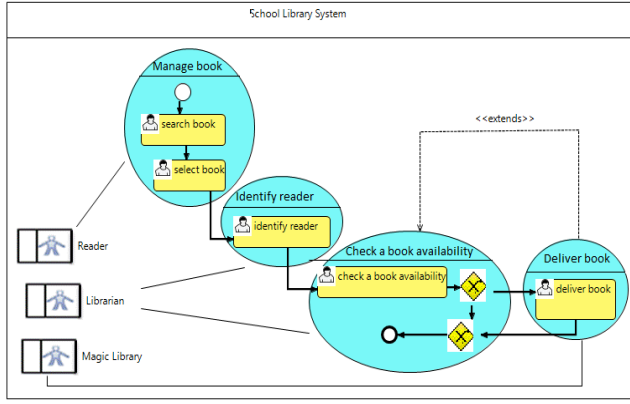 School Library System
Manage book
search book
select book
<<extends>>
Identify reader
identify reader
Reader
Check a book availability
check a book availability
Deliver book
deliver book
Librarian
Magic Library